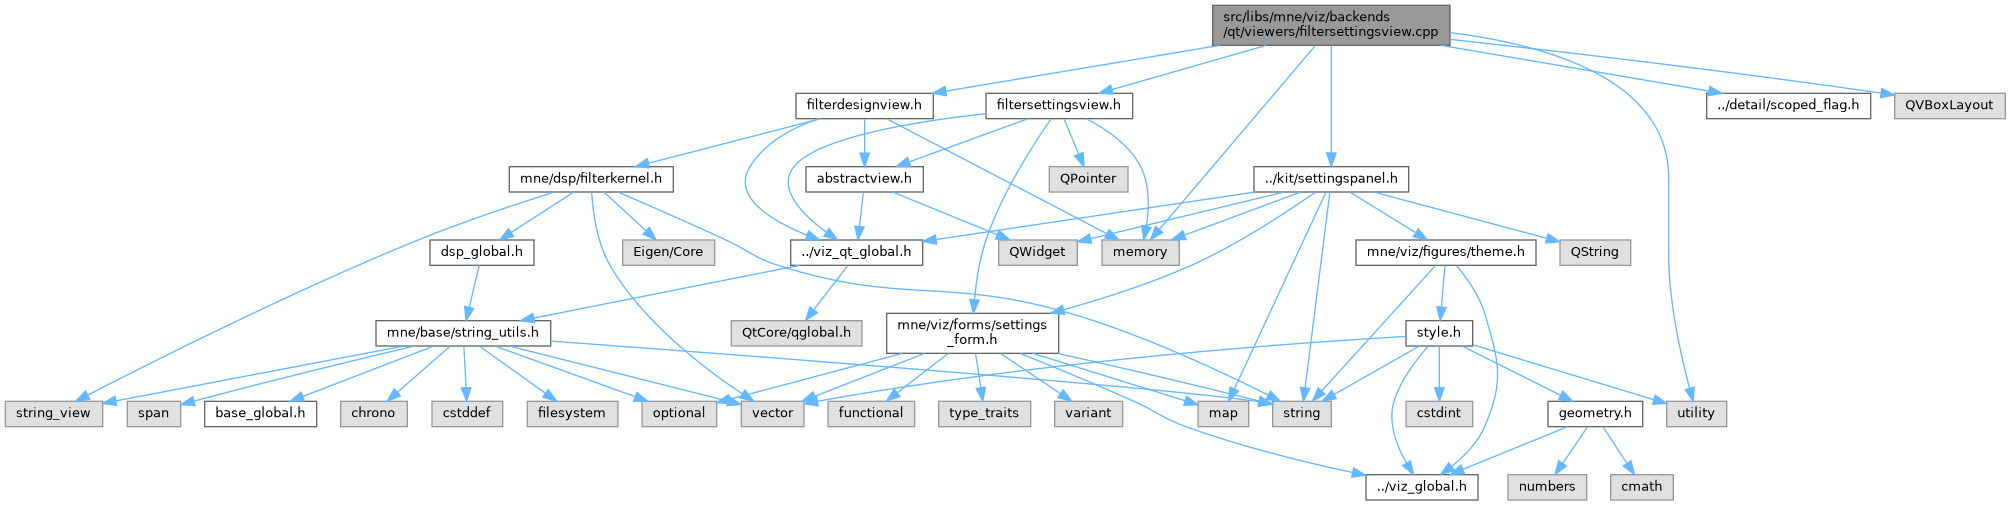 src/libs/mne/viz/backends
/qt/viewers/filtersettingsview.cpp
filterdesignview.h
filtersettingsview.h
../detail/scoped_flag.h
QVBoxLayout
mne/dsp/filterkernel.h
abstractview.h
QPointer
../kit/settingspanel.h
dsp_global.h
Eigen/Core
../viz_qt_global.h
QWidget
memory
mne/viz/figures/theme.h
QString
mne/base/string_utils.h
QtCore/qglobal.h
mne/viz/forms/settings
_form.h
style.h
string_view
span
base_global.h
chrono
cstddef
filesystem
optional
vector
functional
type_traits
variant
map
string
cstdint
geometry.h
utility
../viz_global.h
numbers
cmath